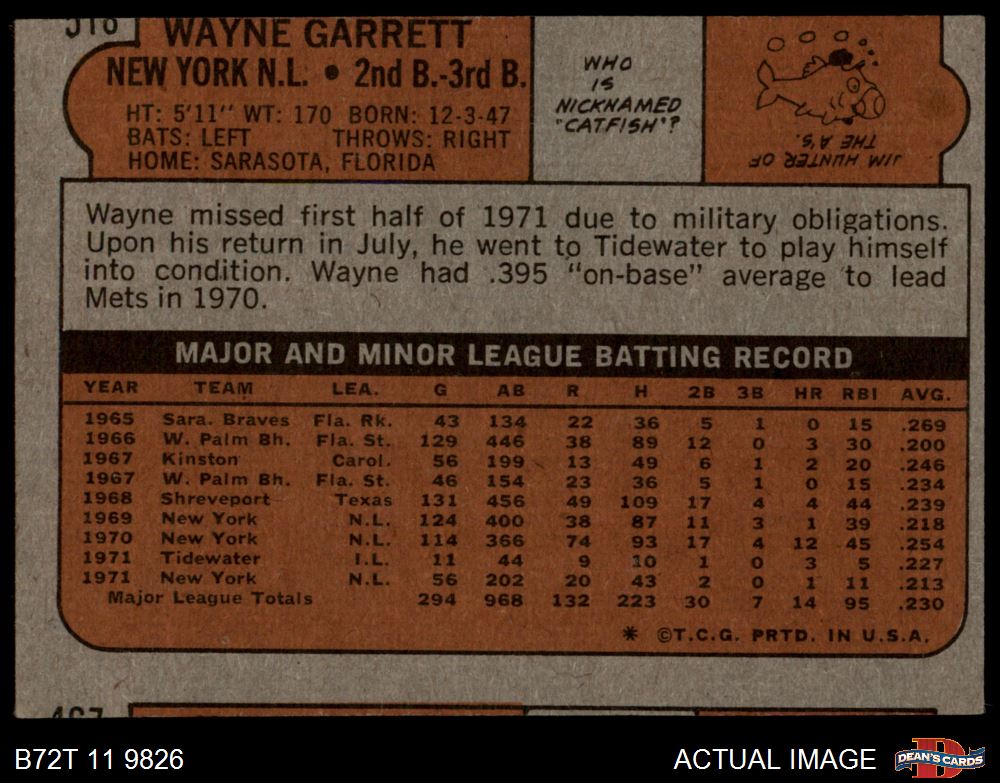 WAYNE GARRETT
NEW YORK N.L. • 2nd B.-3rd B.
HT: 5'11" WT: 170 BORN: 12-3-47
BATS: LEFT THROWS: RIGHT
HOME: SARASOTA, FLORIDA
WHO
IS
NICKNAMED
"CATFISH"?
JIM HUNTER OF
THE A'S.
Wayne missed first half of 1971 due to military obligations.
Upon his return in July, he went to Tidewater to play himself
into condition. Wayne had .395 "on-base" average to lead
Mets in 1970.
MAJOR AND MINOR LEAGUE BATTING RECORD
YEAR TEAM LEA. G AB R H 2B 3B HR RBI AVG.
1965 Sara. Braves Fla. Rk. 43 134 22 36 5 1 0 15 .269
1966 W. Palm Bh. Fla. St. 129 446 38 89 12 0 3 30 .200
1967 Kinston Carol. 56 199 13 49 6 1 2 20 .246
1967 W. Palm Bh. Fla. St. 46 154 23 36 5 1 0 15 .234
1968 Shreveport Texas 131 456 49 109 17 4 4 44 .239
1969 New York N.L. 124 400 38 87 11 3 1 39 .218
1970 New York N.L. 114 366 74 93 17 4 12 45 .254
1971 Tidewater I.L. 11 44 9 10 1 0 3 5 .227
1971 New York N.L. 56 202 20 43 2 0 1 11 .213
Major League Totals 294 968 132 223 30 7 14 95 .230
* ©T.C.G. PRTD. IN U.S.A.
B72T 11 9826
ACTUAL IMAGE
D
DEAN'S CARDS